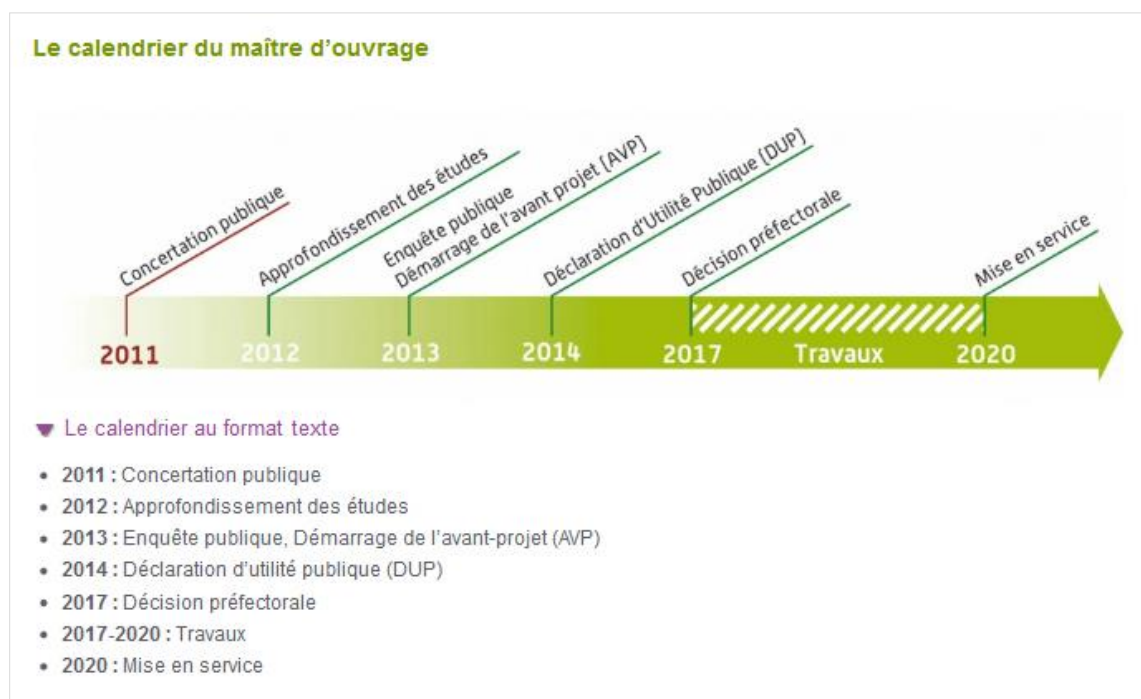 Le calendrier du maître d'ouvrage
Concertation publique
Approfondissement des études
Enquête publique
Démarrage de l'avant projet [AVP]
Déclaration d'Utilité Publique [DUP]
Décision préfectorale
Mise en service
2011 2012 2013 2014 2017 Travaux 2020
Le calendrier au format texte
• 2011 : Concertation publique
• 2012 : Approfondissement des études
• 2013 : Enquête publique, Démarrage de l'avant-projet (AVP)
• 2014 : Déclaration d'utilité publique (DUP)
• 2017 : Décision préfectorale
• 2017-2020 : Travaux
• 2020 : Mise en service